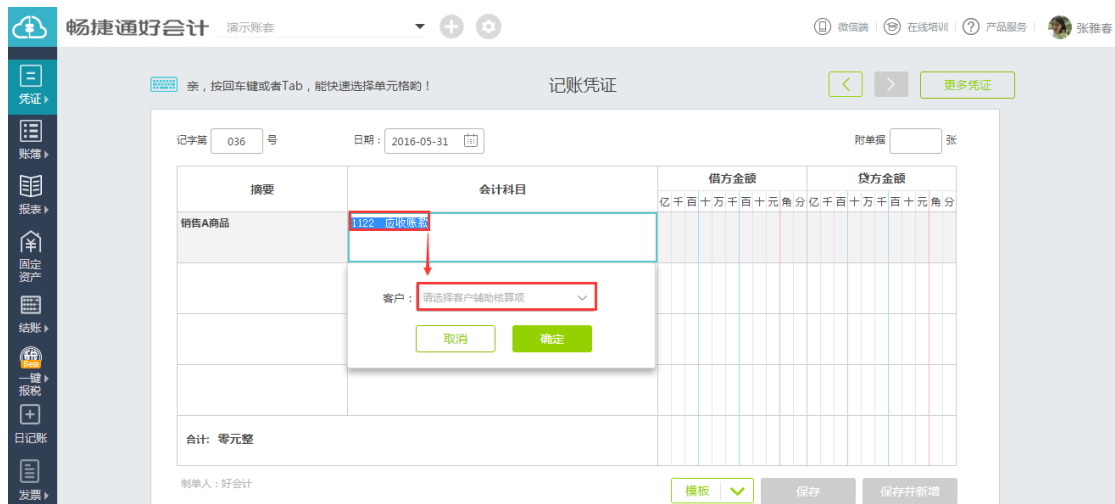 畅捷通好会计 演示账套 微信端 在线培训 产品服务 张雅春
凭证
账簿
报表
固定
资产
结账
Beta
一键
报税
日记账
发票
亲，按回车键或者Tab，能快速选择单元格哟！ 记账凭证 更多凭证
记字第 036 号 日期： 2016-05-31 附单据 张
摘要 会计科目 借方金额 贷方金额
亿千百十万千百十元角分 亿千百十万千百十元角分
销售A商品 1122 应收账款
客户： 请选择客户辅助核算项
取消 确定
合计: 零元整
制单人：好会计 模板 保存 保存并新增